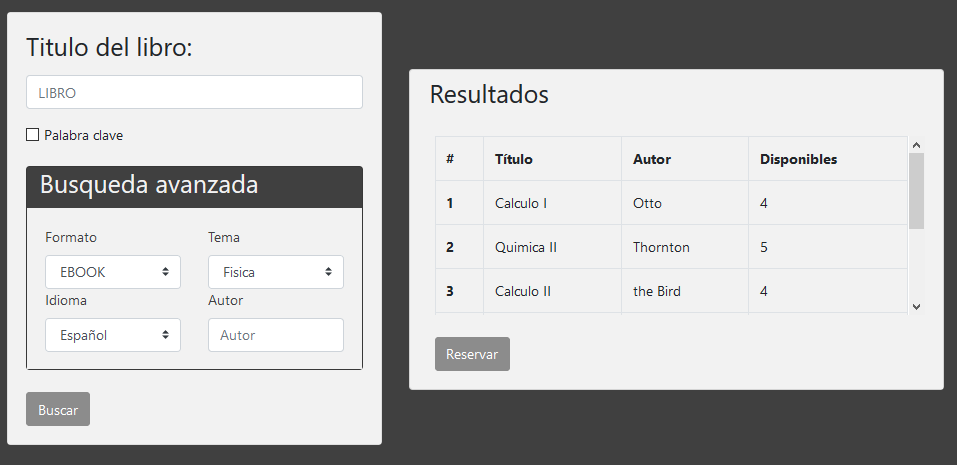 Titulo del libro:
LIBRO
Palabra clave
Busqueda avanzada
Formato Tema
EBOOK Fisica
Idioma Autor
Español Autor
Buscar
Resultados
# Título Autor Disponibles
1 Calculo I Otto 4
2 Quimica II Thornton 5
3 Calculo II the Bird 4
Reservar